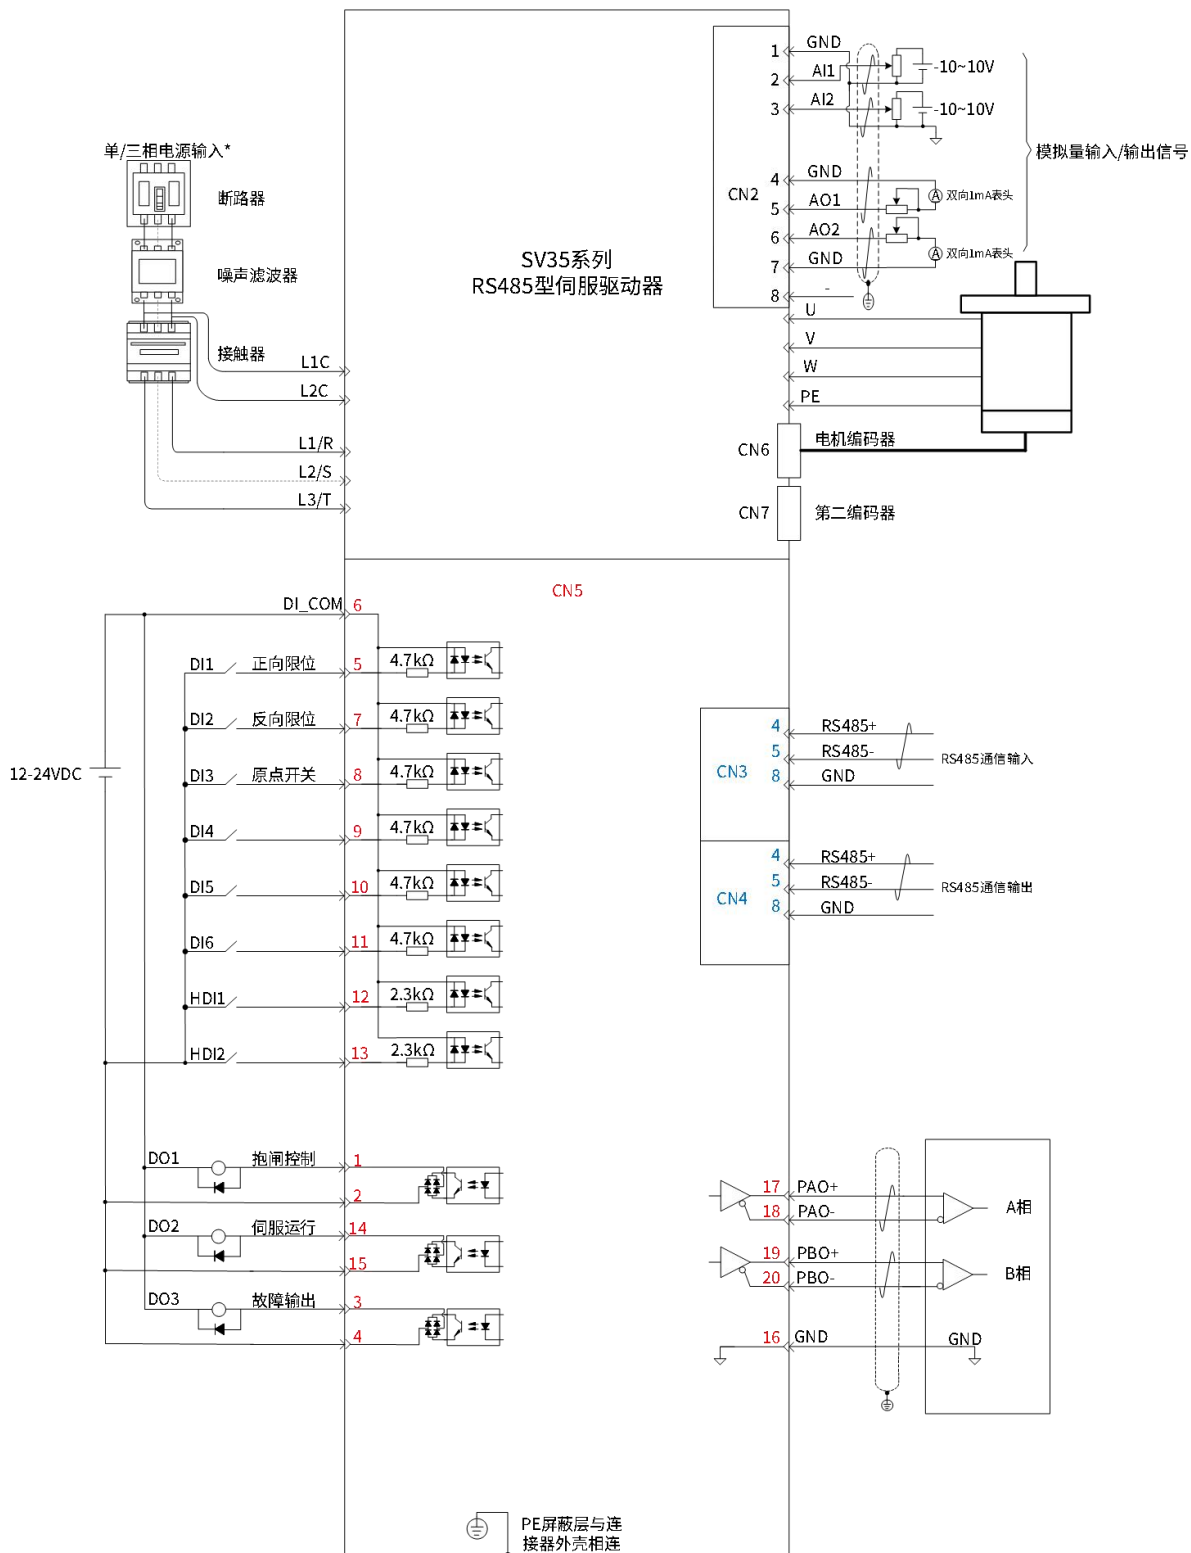 GND
1
AI1
2
-10~10V
AI2
3
-10~10V
单/三相电源输入*
模拟量输入/输出信号
断路器
CN2
GND
4
A 双向1mA表头
AO1
5
AO2
6
A 双向1mA表头
GND
7
-
8
SV35系列
RS485型伺服驱动器
噪声滤波器
接触器
U
V
W
PE
L1C
L2C
L1/R
L2/S
L3/T
CN6
电机编码器
CN7
第二编码器
CN5
DI_COM 6
DI1 正向限位 5 4.7kΩ
DI2 反向限位 7 4.7kΩ
DI3 原点开关 8 4.7kΩ
12-24VDC
DI4 9 4.7kΩ
DI5 10 4.7kΩ
DI6 11 4.7kΩ
HDI1 12 2.3kΩ
HDI2 13 2.3kΩ
CN3
4 RS485+
5 RS485-
8 GND
RS485通信输入
CN4
4 RS485+
5 RS485-
8 GND
RS485通信输出
DO1 抱闸控制 1
2
DO2 伺服运行 14
15
DO3 故障输出 3
4
17 PAO+
18 PAO-
A相
19 PBO+
20 PBO-
B相
16 GND
GND
PE屏蔽层与连
接器外壳相连